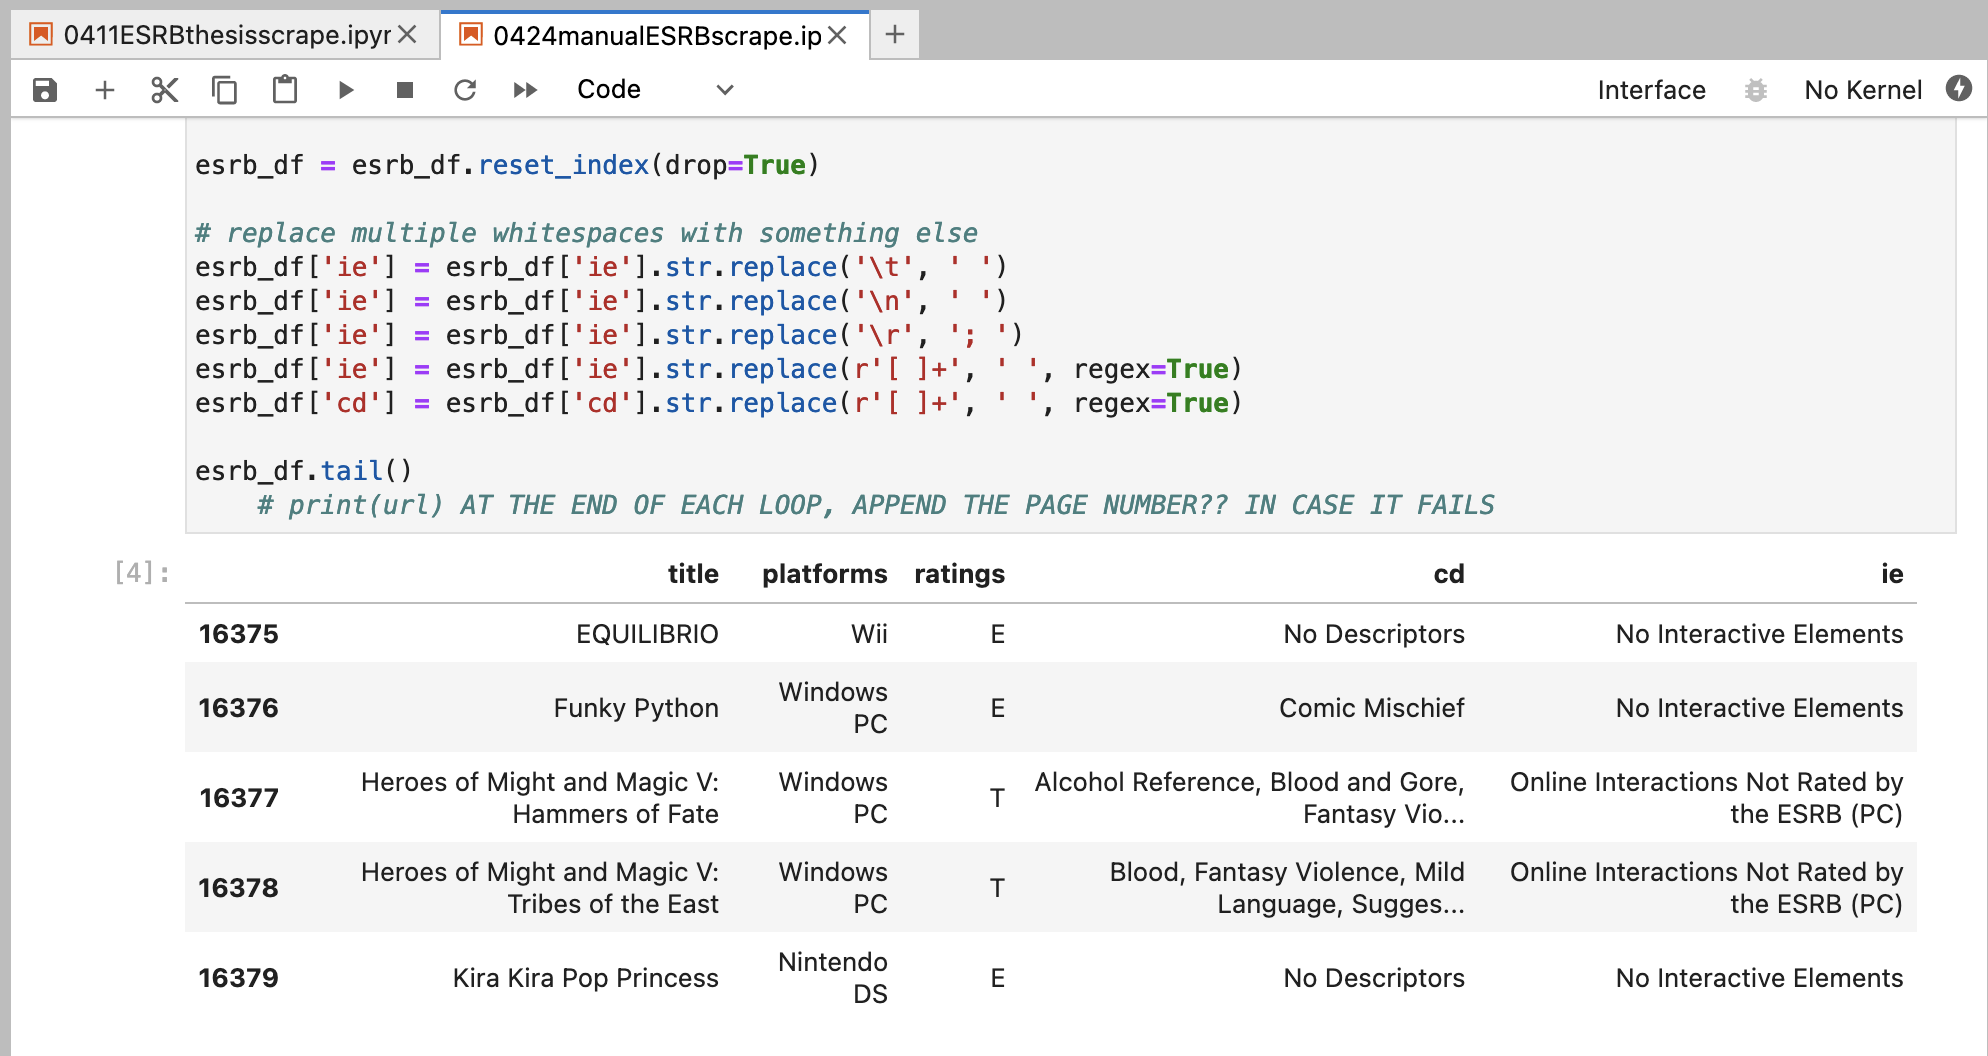 0411ESRBthesisscrape.ipyr
0424manualESRBscrape.ip
Code
Interface
No Kernel
esrb_df = esrb_df.reset_index(drop=True)
# replace multiple whitespaces with something else
esrb_df['ie'] = esrb_df['ie'].str.replace('\t', ' ')
esrb_df['ie'] = esrb_df['ie'].str.replace('\n', ' ')
esrb_df['ie'] = esrb_df['ie'].str.replace('\r', '; ')
esrb_df['ie'] = esrb_df['ie'].str.replace(r'[ ]+', ' ', regex=True)
esrb_df['cd'] = esrb_df['cd'].str.replace(r'[ ]+', ' ', regex=True)
esrb_df.tail()
# print(url) AT THE END OF EACH LOOP, APPEND THE PAGE NUMBER?? IN CASE IT FAILS
[4]:
title platforms ratings cd ie
16375 EQUILIBRIO Wii E No Descriptors No Interactive Elements
16376 Funky Python Windows PC E Comic Mischief No Interactive Elements
16377 Heroes of Might and Magic V: Hammers of Fate Windows PC T Alcohol Reference, Blood and Gore, Fantasy Vio... Online Interactions Not Rated by the ESRB (PC)
16378 Heroes of Might and Magic V: Tribes of the East Windows PC T Blood, Fantasy Violence, Mild Language, Sugges... Online Interactions Not Rated by the ESRB (PC)
16379 Kira Kira Pop Princess Nintendo DS E No Descriptors No Interactive Elements